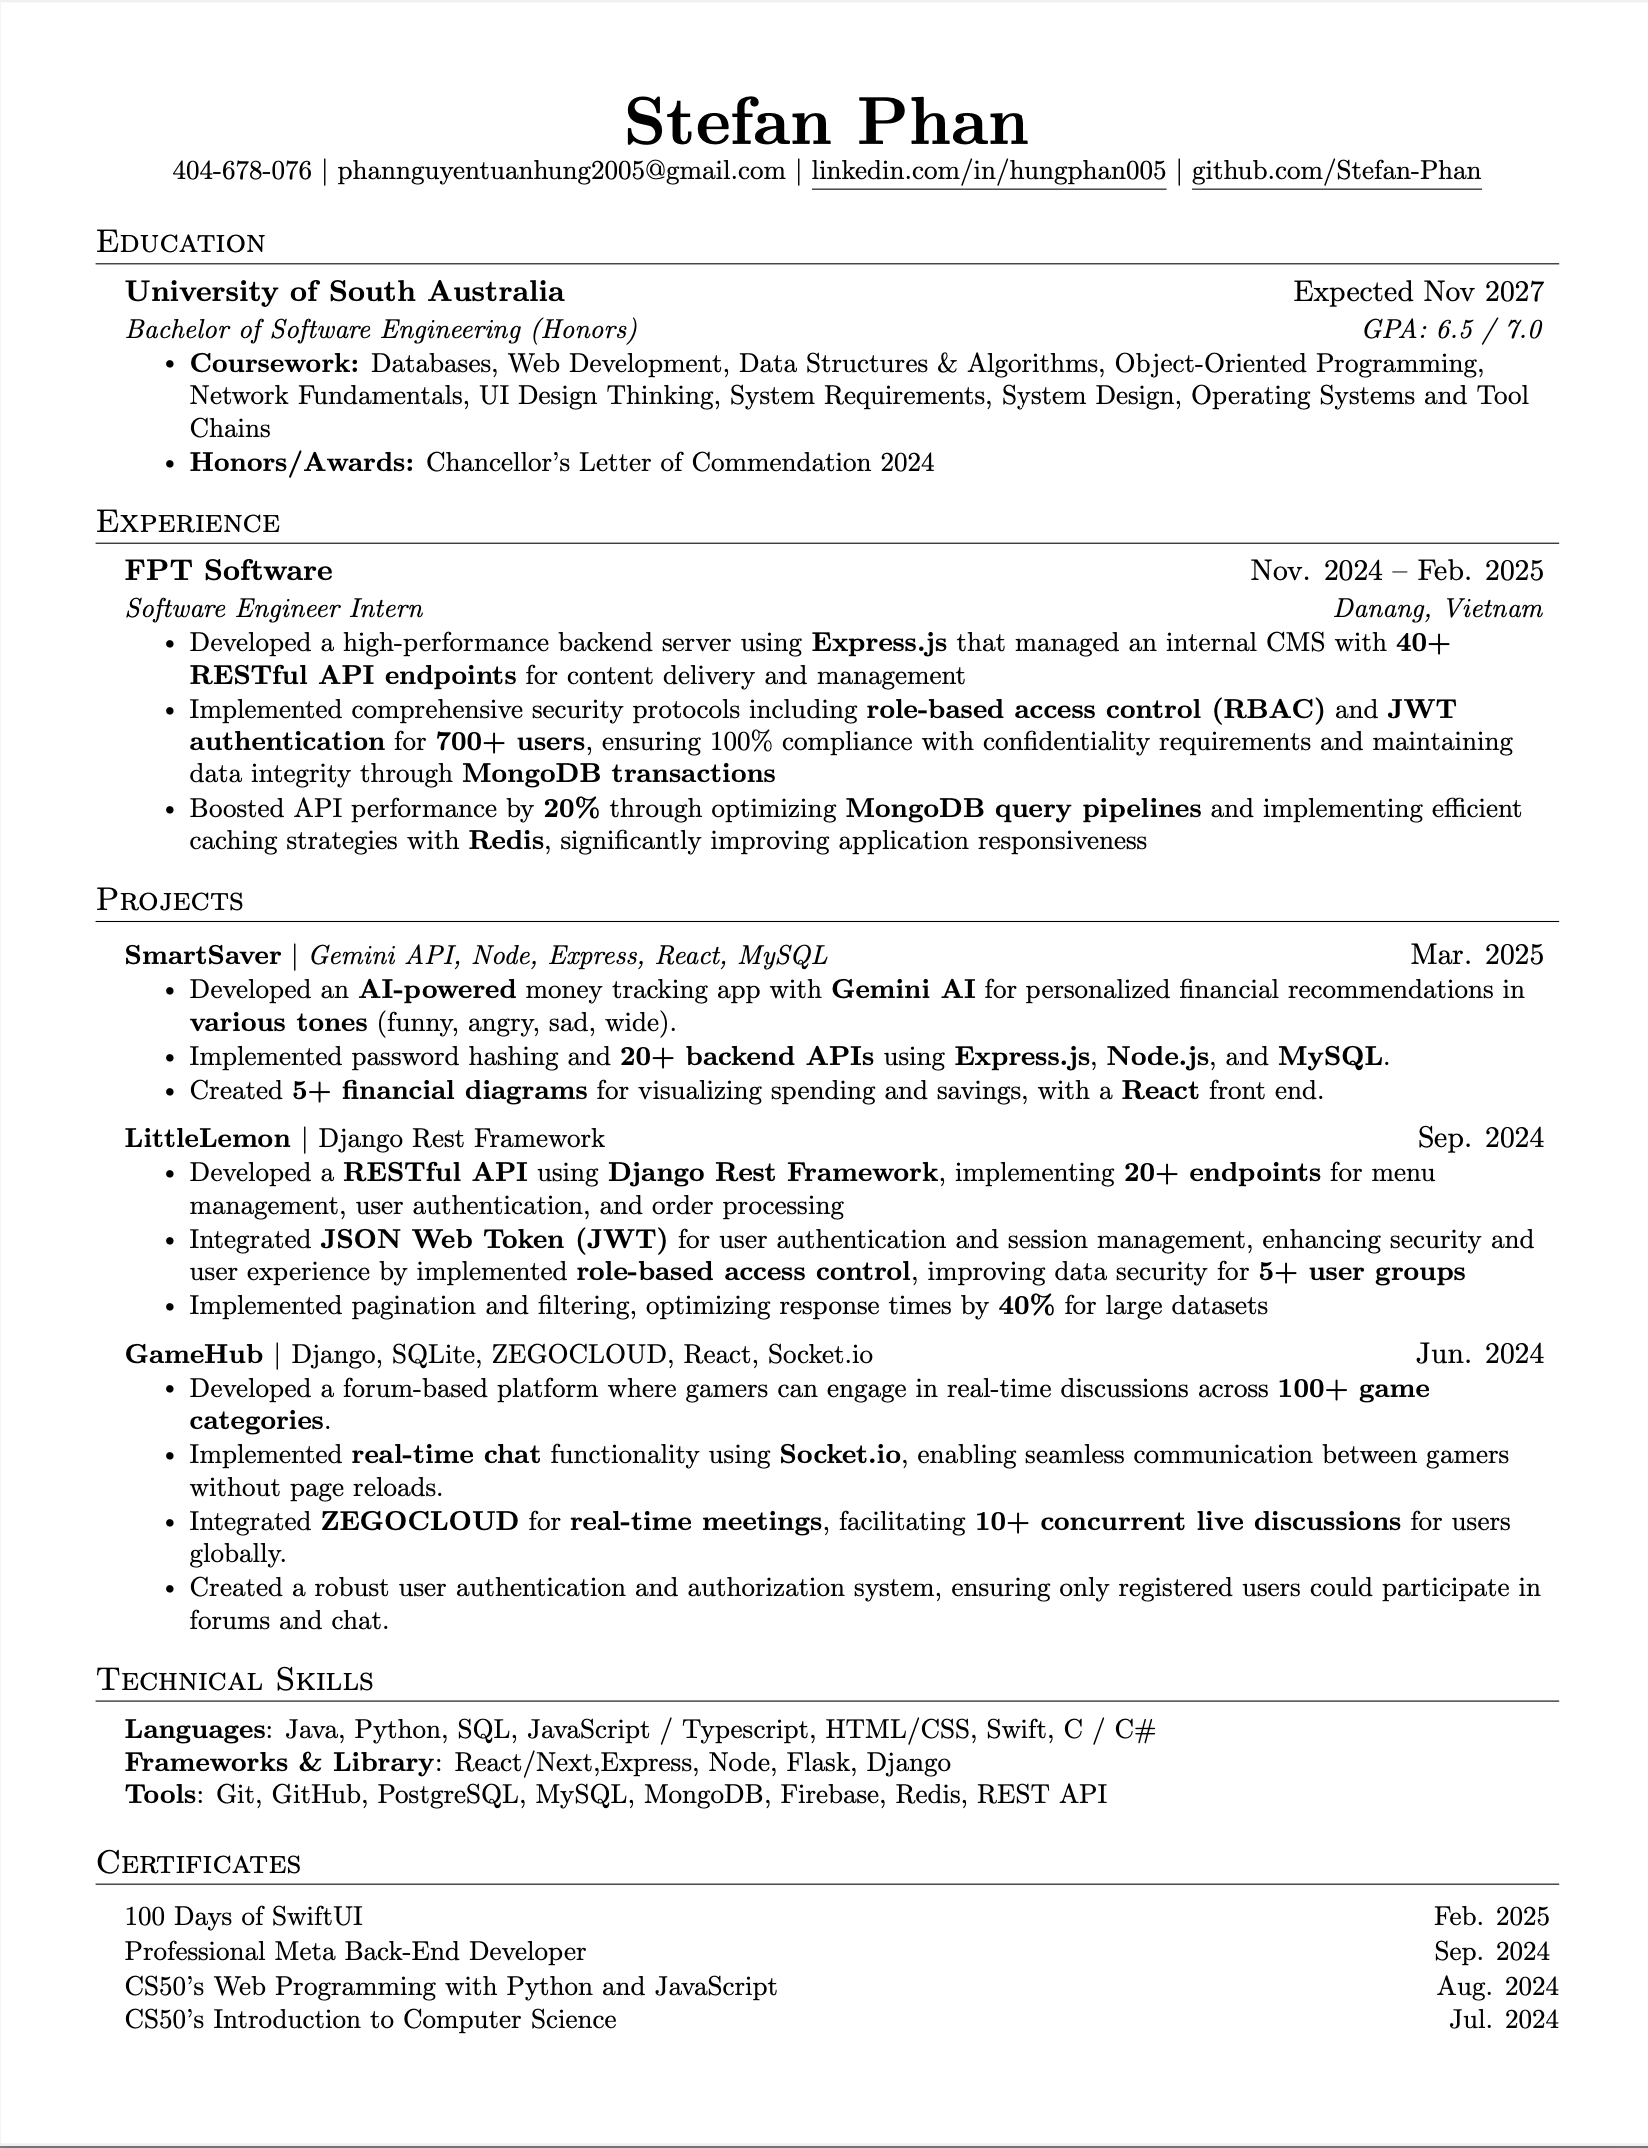 Stefan Phan
404-678-076 | phannguyentuanhung2005@gmail.com | linkedin.com/in/hungphan005 | github.com/Stefan-Phan
Education
University of South Australia Expected Nov 2027
Bachelor of Software Engineering (Honors) GPA: 6.5 / 7.0
• Coursework: Databases, Web Development, Data Structures & Algorithms, Object-Oriented Programming,
Network Fundamentals, UI Design Thinking, System Requirements, System Design, Operating Systems and Tool
Chains
• Honors/Awards: Chancellor's Letter of Commendation 2024
Experience
FPT Software Nov. 2024 – Feb. 2025
Software Engineer Intern Danang, Vietnam
• Developed a high-performance backend server using Express.js that managed an internal CMS with 40+
RESTful API endpoints for content delivery and management
• Implemented comprehensive security protocols including role-based access control (RBAC) and JWT
authentication for 700+ users, ensuring 100% compliance with confidentiality requirements and maintaining
data integrity through MongoDB transactions
• Boosted API performance by 20% through optimizing MongoDB query pipelines and implementing efficient
caching strategies with Redis, significantly improving application responsiveness
Projects
SmartSaver | Gemini API, Node, Express, React, MySQL Mar. 2025
• Developed an AI-powered money tracking app with Gemini AI for personalized financial recommendations in
various tones (funny, angry, sad, wide).
• Implemented password hashing and 20+ backend APIs using Express.js, Node.js, and MySQL.
• Created 5+ financial diagrams for visualizing spending and savings, with a React front end.
LittleLemon | Django Rest Framework Sep. 2024
• Developed a RESTful API using Django Rest Framework, implementing 20+ endpoints for menu
management, user authentication, and order processing
• Integrated JSON Web Token (JWT) for user authentication and session management, enhancing security and
user experience by implemented role-based access control, improving data security for 5+ user groups
• Implemented pagination and filtering, optimizing response times by 40% for large datasets
GameHub | Django, SQLite, ZEGOCLOUD, React, Socket.io Jun. 2024
• Developed a forum-based platform where gamers can engage in real-time discussions across 100+ game
categories.
• Implemented real-time chat functionality using Socket.io, enabling seamless communication between gamers
without page reloads.
• Integrated ZEGOCLOUD for real-time meetings, facilitating 10+ concurrent live discussions for users
globally.
• Created a robust user authentication and authorization system, ensuring only registered users could participate in
forums and chat.
Technical Skills
Languages: Java, Python, SQL, JavaScript / Typescript, HTML/CSS, Swift, C / C#
Frameworks & Library: React/Next,Express, Node, Flask, Django
Tools: Git, GitHub, PostgreSQL, MySQL, MongoDB, Firebase, Redis, REST API
Certificates
100 Days of SwiftUI Feb. 2025
Professional Meta Back-End Developer Sep. 2024
CS50's Web Programming with Python and JavaScript Aug. 2024
CS50's Introduction to Computer Science Jul. 2024